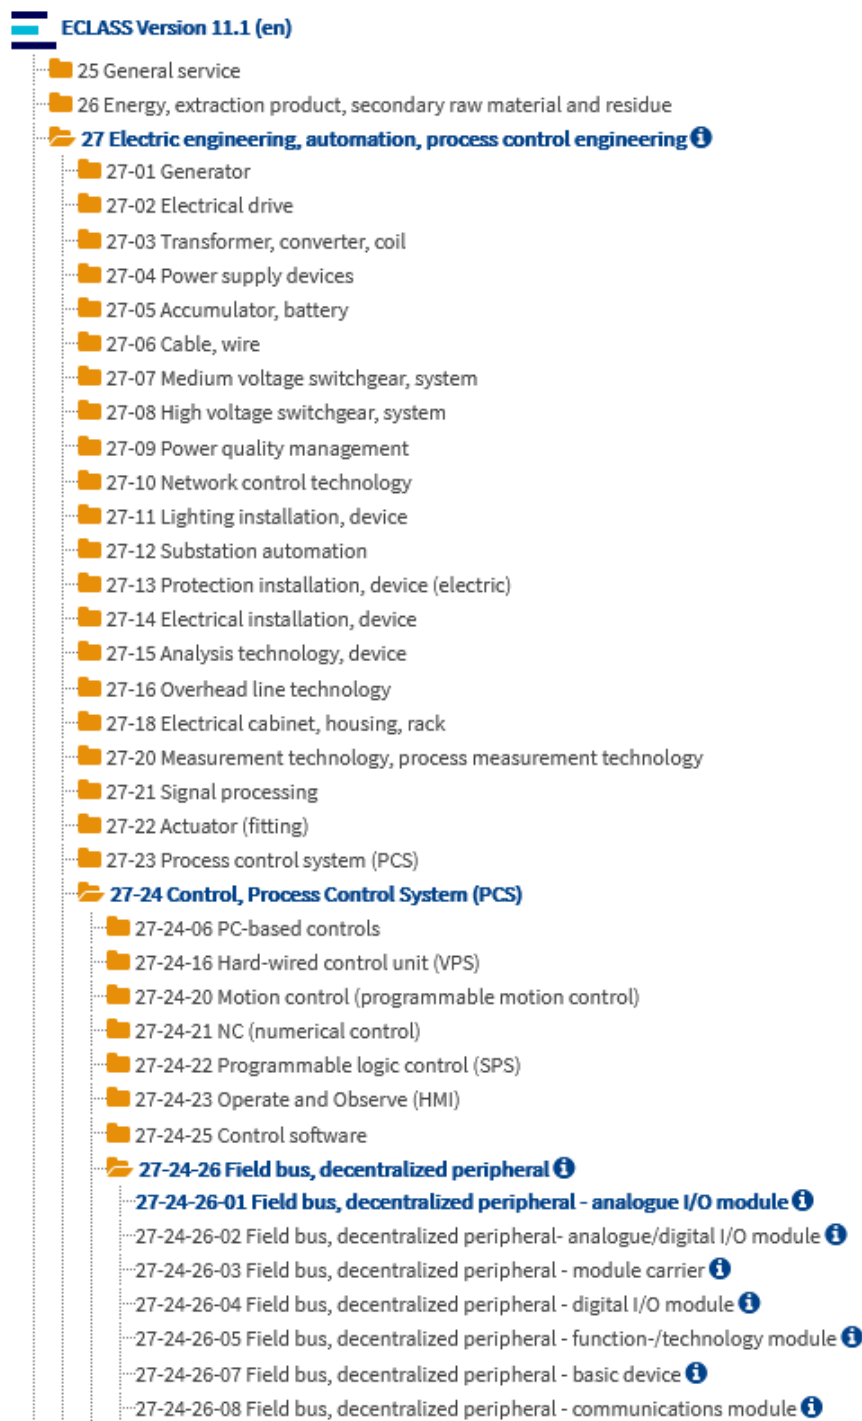 ECLASS Version 11.1 (en)
25 General service
26 Energy, extraction product, secondary raw material and residue
27 Electric engineering, automation, process control engineering
27-01 Generator
27-02 Electrical drive
27-03 Transformer, converter, coil
27-04 Power supply devices
27-05 Accumulator, battery
27-06 Cable, wire
27-07 Medium voltage switchgear, system
27-08 High voltage switchgear, system
27-09 Power quality management
27-10 Network control technology
27-11 Lighting installation, device
27-12 Substation automation
27-13 Protection installation, device (electric)
27-14 Electrical installation, device
27-15 Analysis technology, device
27-16 Overhead line technology
27-18 Electrical cabinet, housing, rack
27-20 Measurement technology, process measurement technology
27-21 Signal processing
27-22 Actuator (fitting)
27-23 Process control system (PCS)
27-24 Control, Process Control System (PCS)
27-24-06 PC-based controls
27-24-16 Hard-wired control unit (VPS)
27-24-20 Motion control (programmable motion control)
27-24-21 NC (numerical control)
27-24-22 Programmable logic control (SPS)
27-24-23 Operate and Observe (HMI)
27-24-25 Control software
27-24-26 Field bus, decentralized peripheral
27-24-26-01 Field bus, decentralized peripheral - analogue I/O module
27-24-26-02 Field bus, decentralized peripheral- analogue/digital I/O module
27-24-26-03 Field bus, decentralized peripheral - module carrier
27-24-26-04 Field bus, decentralized peripheral - digital I/O module
27-24-26-05 Field bus, decentralized peripheral - function-/technology module
27-24-26-07 Field bus, decentralized peripheral - basic device
27-24-26-08 Field bus, decentralized peripheral - communications module